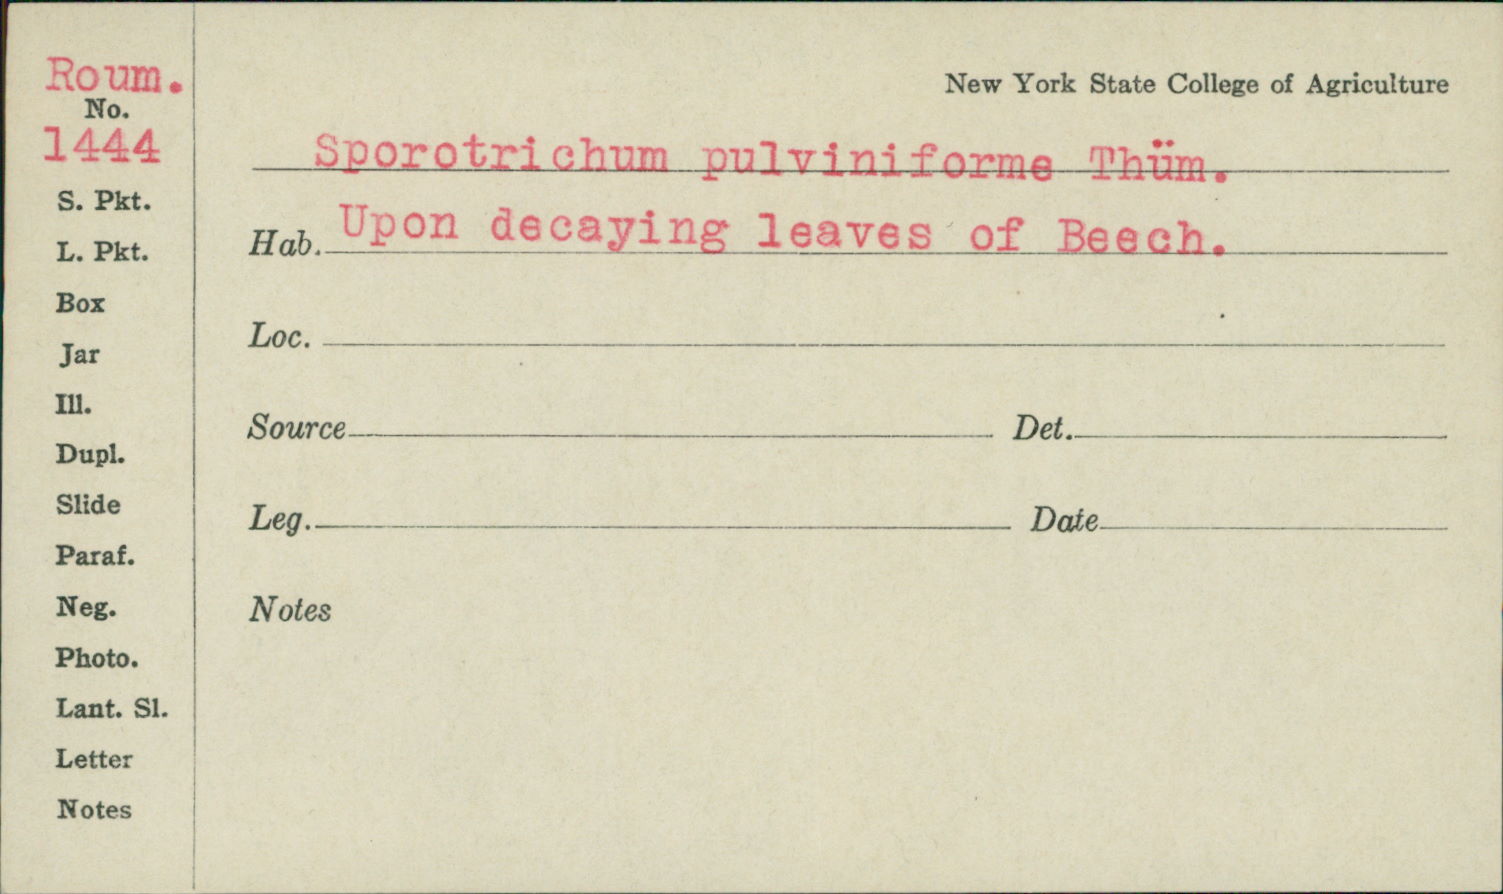 Roum.
No.
1444
S. Pkt.
L. Pkt.
Box
Jar
Ill.
Dupl.
Slide
Paraf.
Neg.
Photo.
Lant. Sl.
Letter
Notes
New York State College of Agriculture
Sporotrichum pulviniforme Thüm.
Hab. Upon decaying leaves of Beech.
Loc.
Source Det.
Leg. Date
Notes